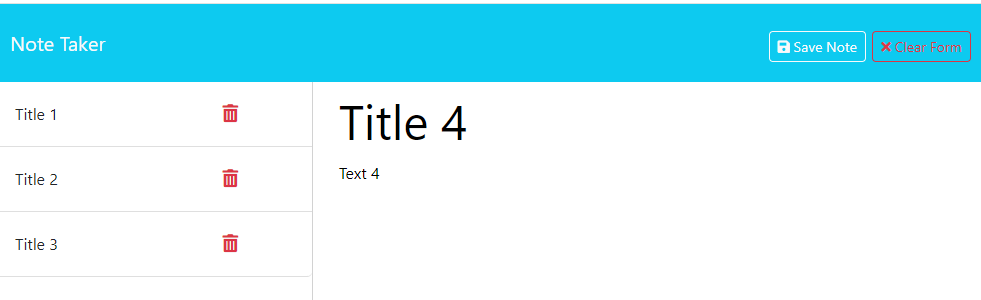 Note Taker
Save Note
Clear Form
Title 1
Title 2
Title 3
Title 4
Text 4